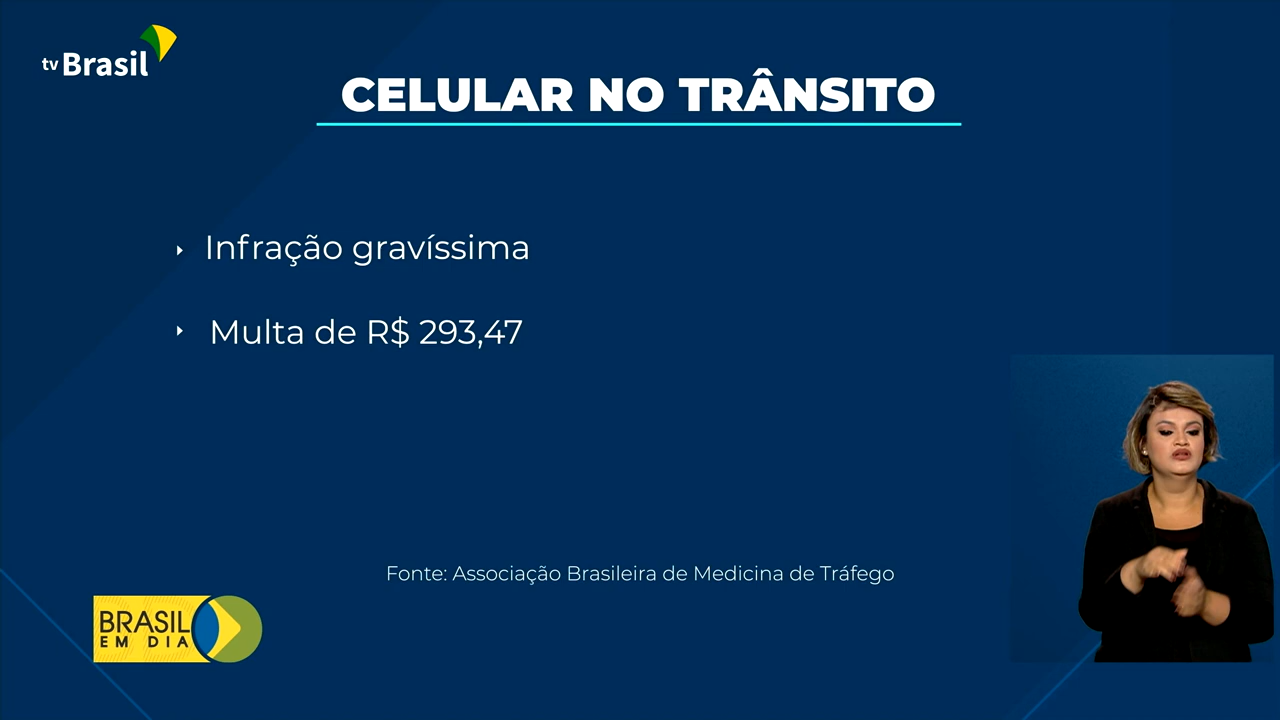 tv Brasil
CELULAR NO TRÂNSITO
Infração gravíssima
Multa de R$ 293,47
Fonte: Associação Brasileira de Medicina de Tráfego
BRASIL
EM DIA